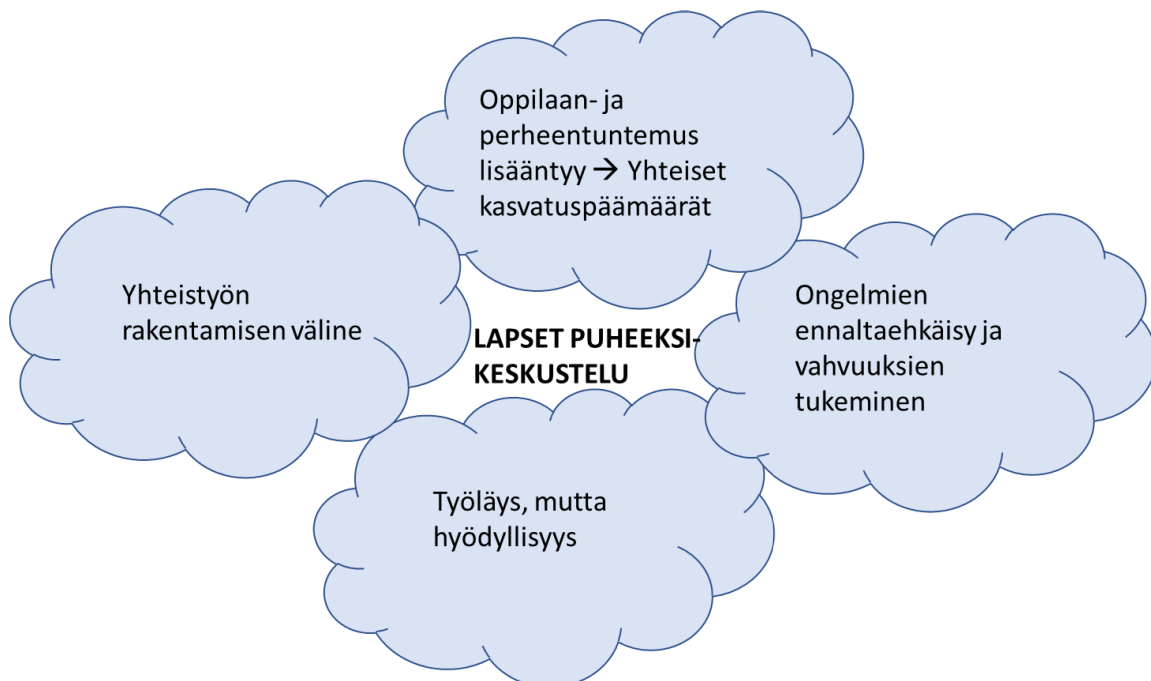 Oppilaan- ja
perheentuntemus
lisääntyy → Yhteiset
kasvatuspäämärät
Yhteistyön
rakentamisen väline
LAPSET PUHEEKSI-
KESKUSTELU
Ongelmien
ennaltaehkäisy ja
vahvuuksien
tukeminen
Työläys, mutta
hyödyllisyys